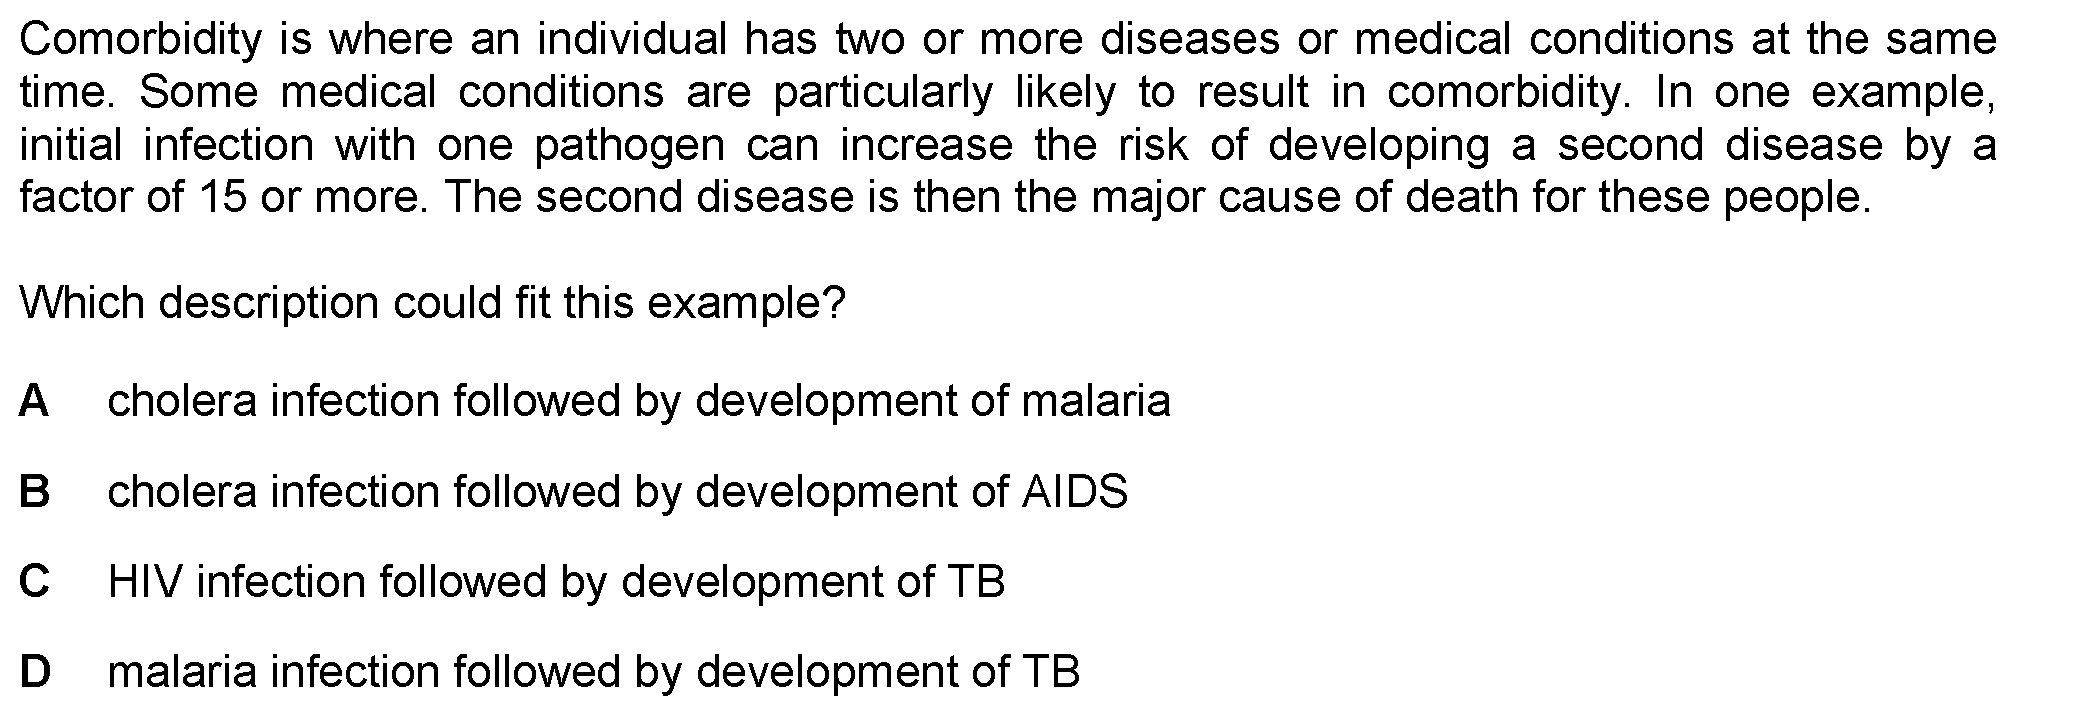 Comorbidity is where an individual has two or more diseases or medical conditions at the same
time. Some medical conditions are particularly likely to result in comorbidity. In one example,
initial infection with one pathogen can increase the risk of developing a second disease by a
factor of 15 or more. The second disease is then the major cause of death for these people.
Which description could fit this example?
A cholera infection followed by development of malaria
B cholera infection followed by development of AIDS
C HIV infection followed by development of TB
D malaria infection followed by development of TB